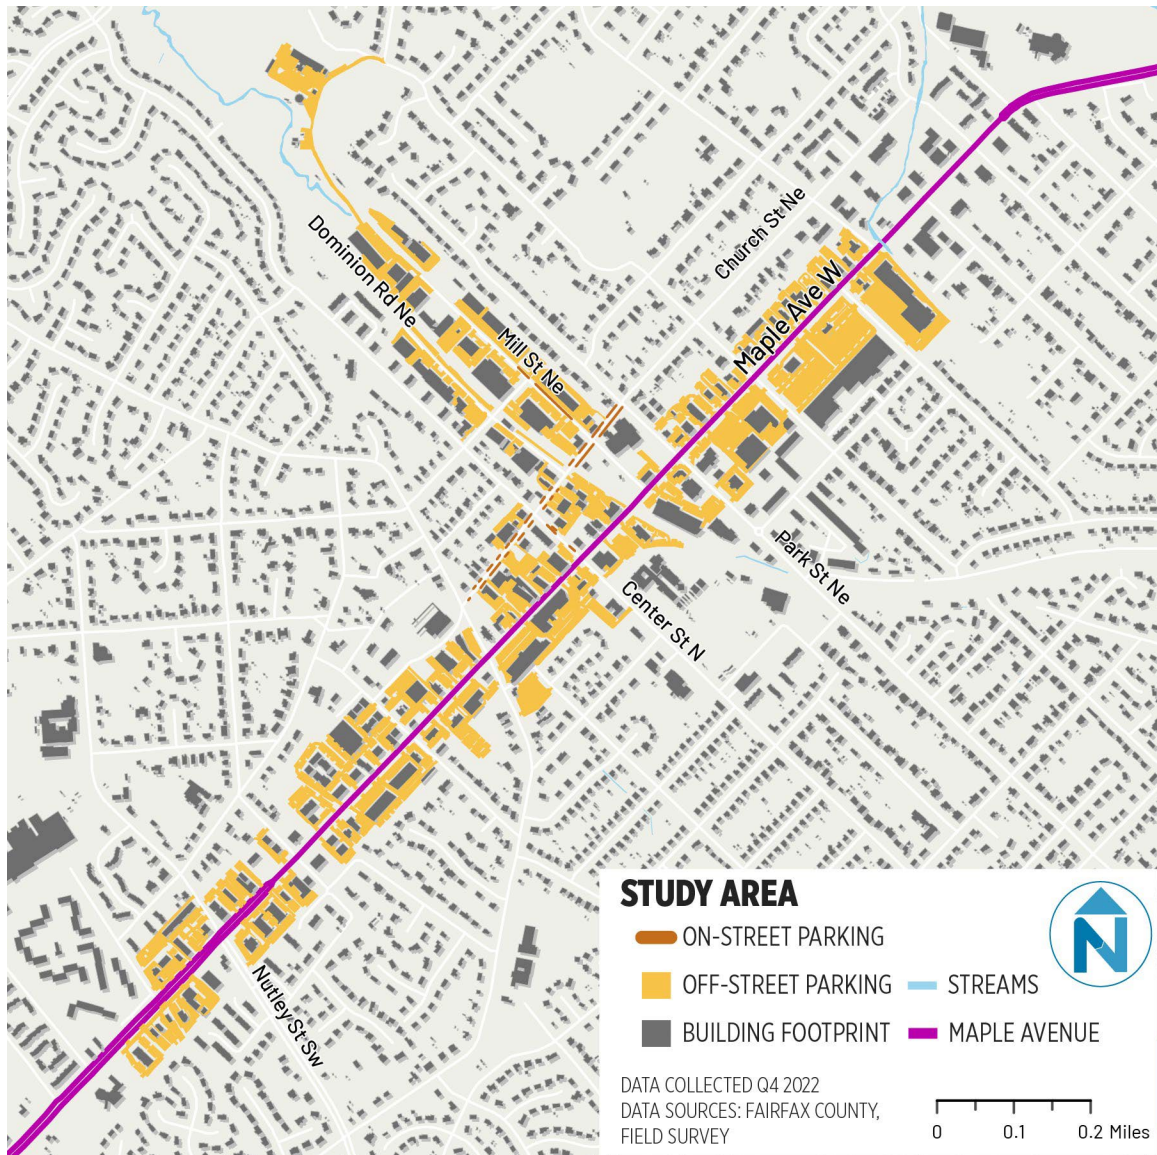 Church St Ne
Dominion Rd Ne
Maple Ave W
Mill St Ne
Park St Ne
Center St N
Nutley St Sw
STUDY AREA
ON-STREET PARKING
OFF-STREET PARKING
STREAMS
BUILDING FOOTPRINT
MAPLE AVENUE
N
DATA COLLECTED Q4 2022
DATA SOURCES: FAIRFAX COUNTY,
FIELD SURVEY
0 0.1 0.2 Miles